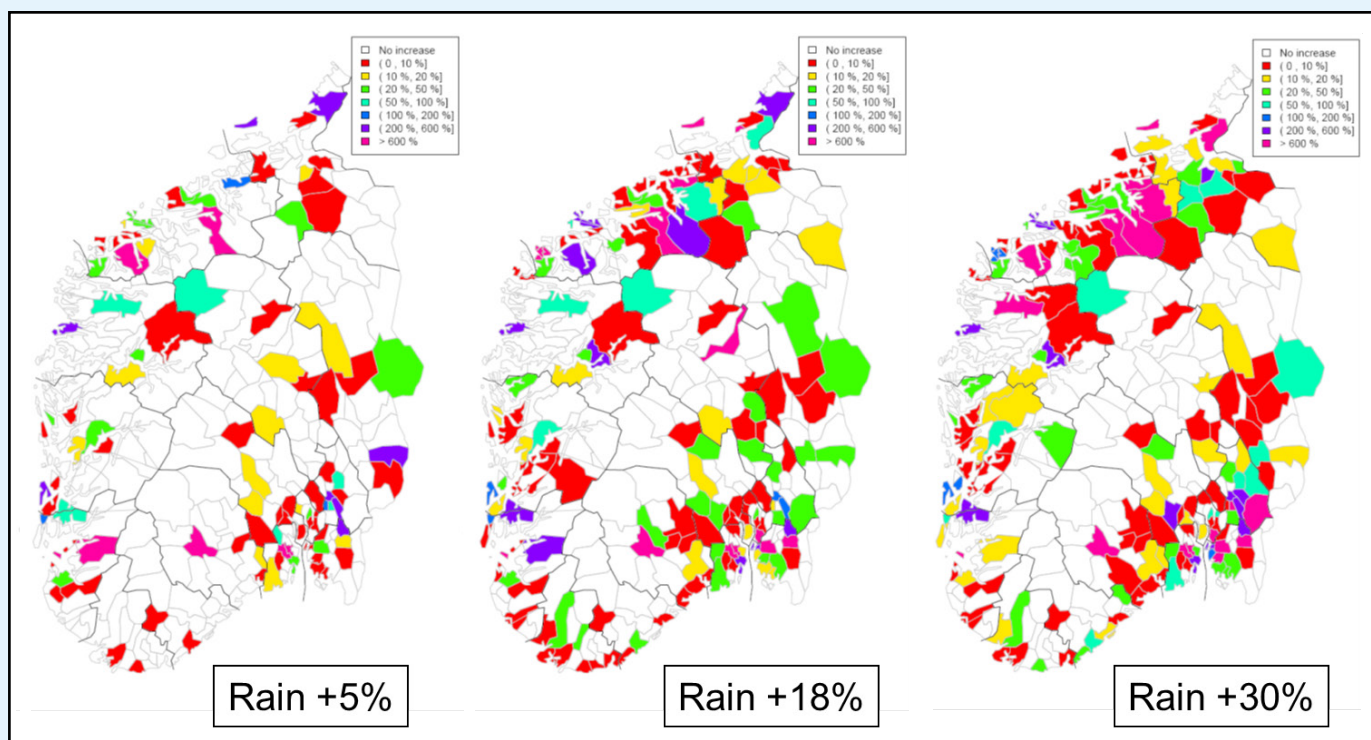 No increase
( 0 , 10 %]
( 10 %, 20 %]
( 20 %, 50 %]
( 50 %, 100 %]
( 100 %, 200 %]
( 200 %, 600 %]
> 600 %
No increase
( 0 , 10 %]
( 10 %, 20 %]
( 20 %, 50 %]
( 50 %, 100 %]
( 100 %, 200 %]
( 200 %, 600 %]
> 600 %
No increase
( 0 , 10 %]
( 10 %, 20 %]
( 20 %, 50 %]
( 50 %, 100 %]
( 100 %, 200 %]
( 200 %, 600 %]
> 600 %
Rain +5%
Rain +18%
Rain +30%